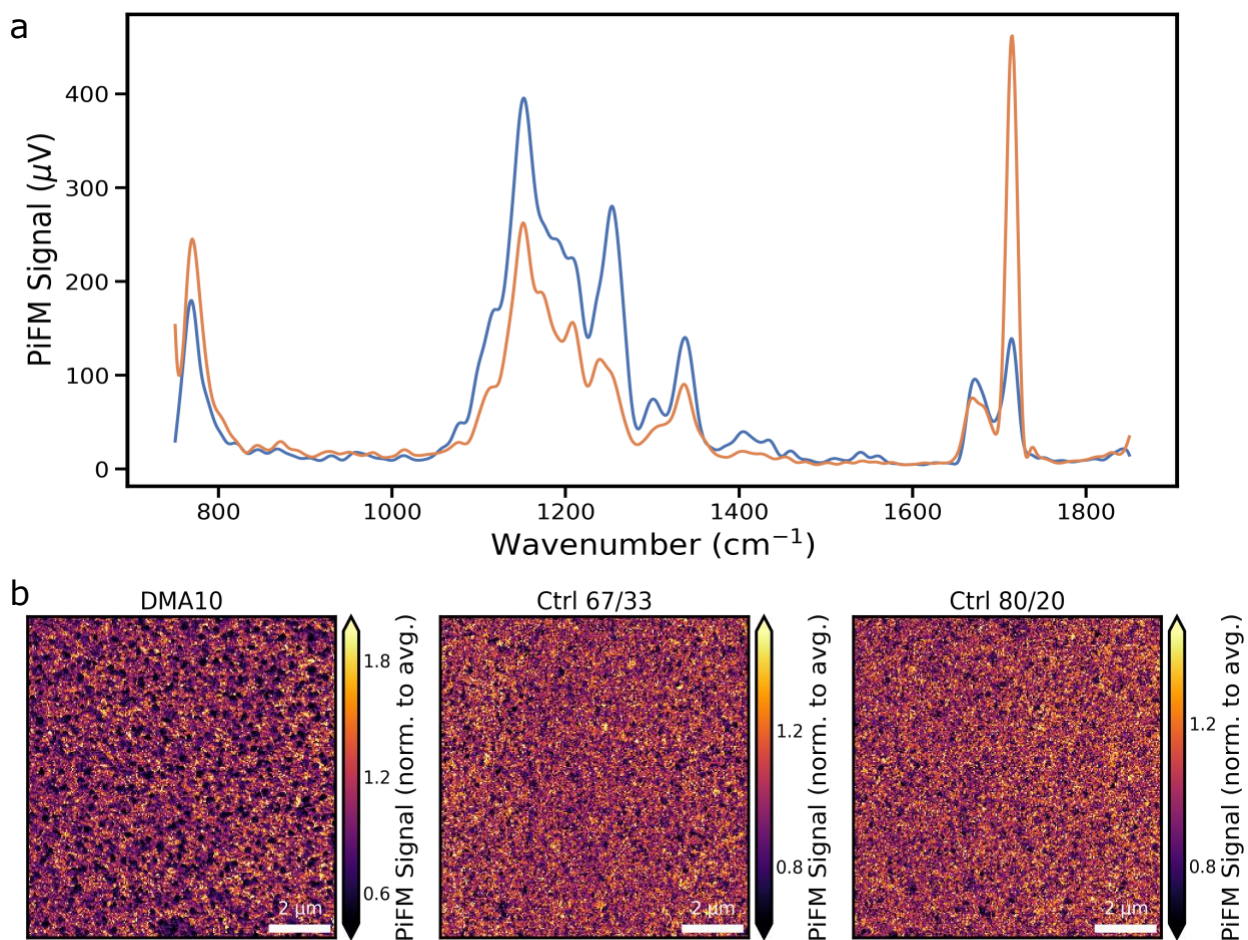 a
PiFM Signal (μV)
400
300
200
100
0
800 1000 1200 1400 1600 1800
Wavenumber (cm⁻¹)
b
DMA10
1.8
1.2
0.6
PiFM Signal (norm. to avg.)
2 μm
Ctrl 67/33
1.2
0.8
PiFM Signal (norm. to avg.)
2 μm
Ctrl 80/20
1.2
0.8
PiFM Signal (norm. to avg.)
2 μm